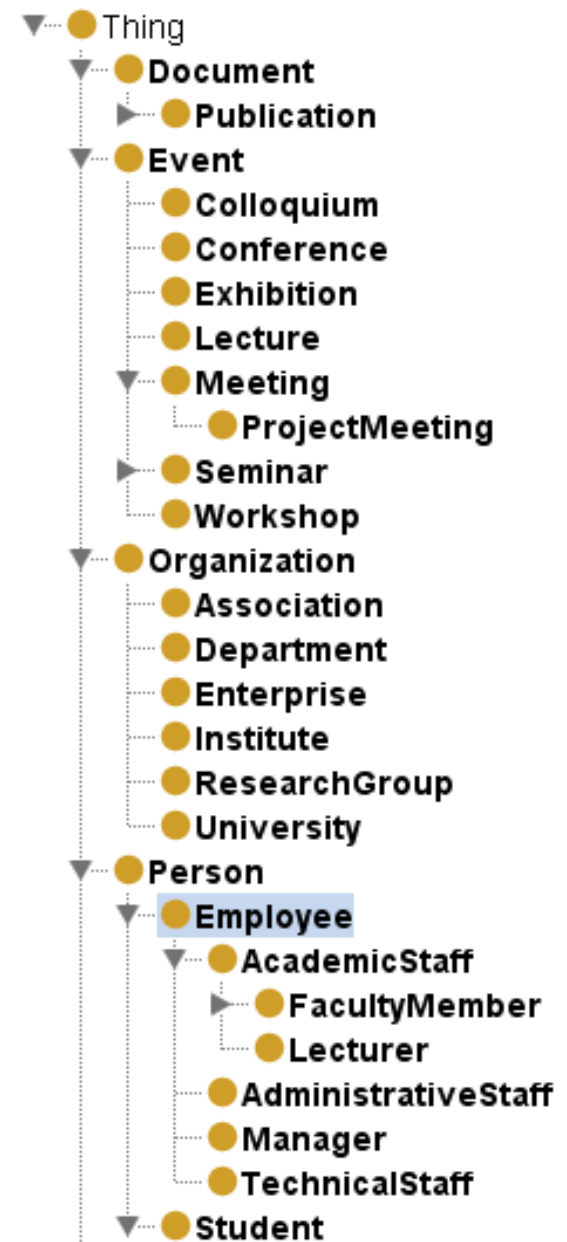 Thing
Document
Publication
Event
Colloquium
Conference
Exhibition
Lecture
Meeting
ProjectMeeting
Seminar
Workshop
Organization
Association
Department
Enterprise
Institute
ResearchGroup
University
Person
Employee
AcademicStaff
FacultyMember
Lecturer
AdministrativeStaff
Manager
TechnicalStaff
Student